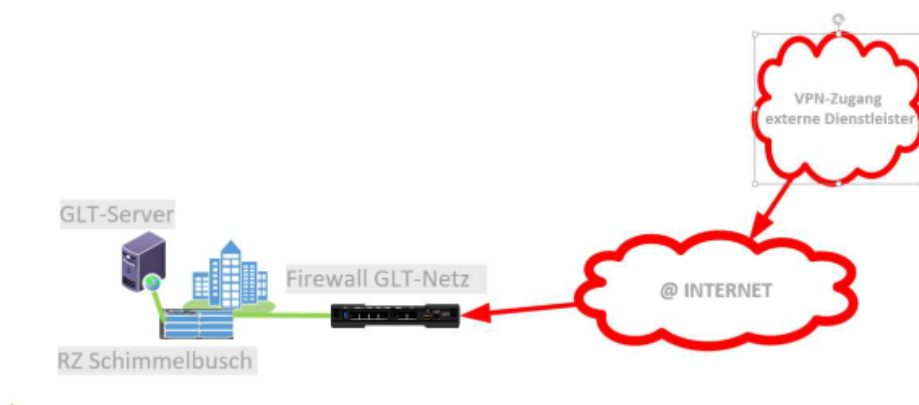 VPN-Zugang
externe Dienstleister
GLT-Server
Firewall GLT-Netz
@ INTERNET
RZ Schimmelbusch